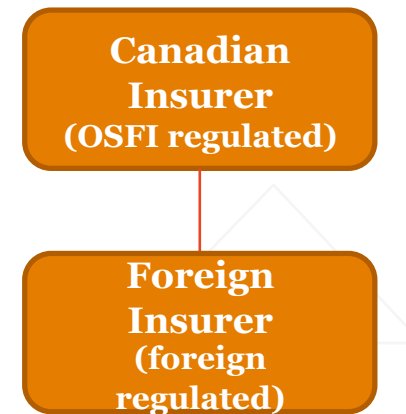 Canadian
Insurer
(OSFI regulated)
Foreign
Insurer
(foreign
regulated)